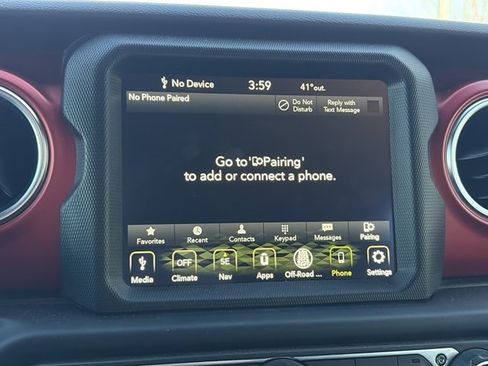 No Device 3:59 41°out.
No Phone Paired
Do Not Disturb
Reply with Text Message
Go to 'Pairing'
to add or connect a phone.
Favorites Recent Contacts Keypad Messages Pairing
OFF SE
Media Climate Nav Apps Off-Road ... Phone Settings